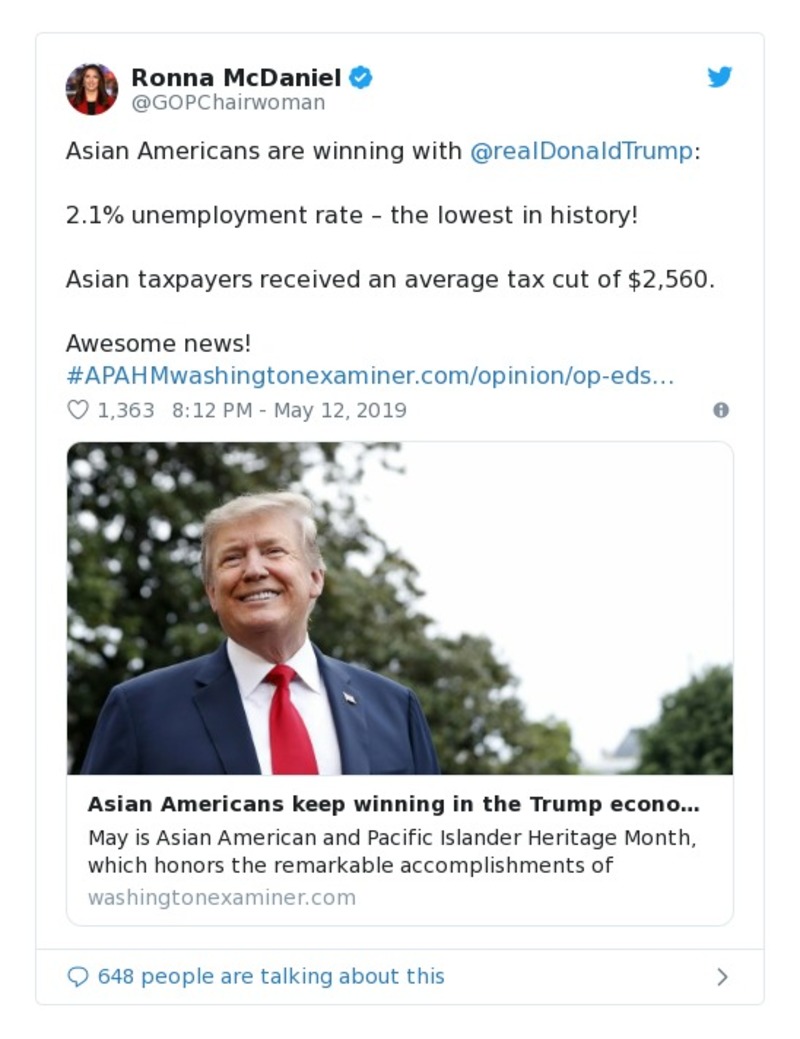 Ronna McDaniel
@GOPChairwoman
Asian Americans are winning with @realDonaldTrump:
2.1% unemployment rate – the lowest in history!
Asian taxpayers received an average tax cut of $2,560.
Awesome news!
#APAHMwashingtonexaminer.com/opinion/op-eds…
1,363 8:12 PM - May 12, 2019
Asian Americans keep winning in the Trump econo…
May is Asian American and Pacific Islander Heritage Month,
which honors the remarkable accomplishments of
washingtonexaminer.com
648 people are talking about this